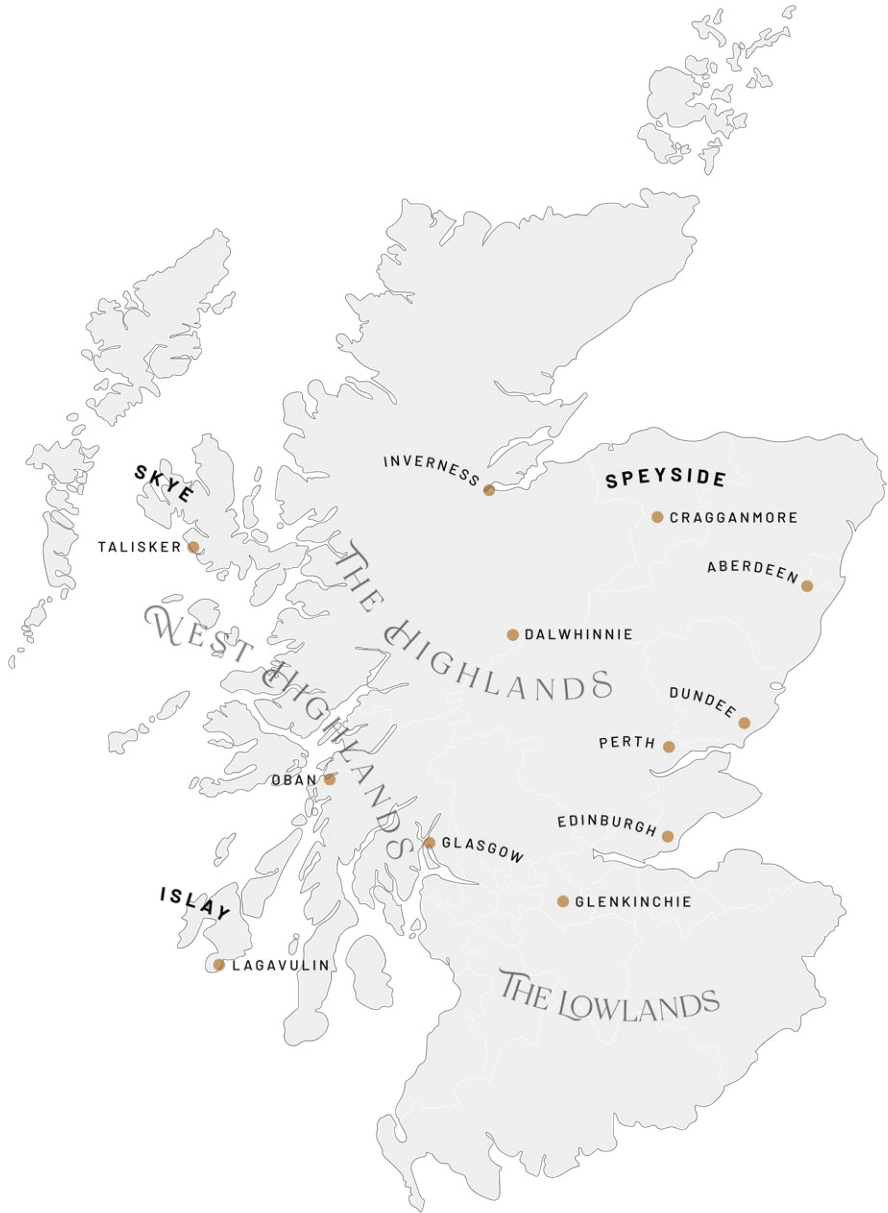 INVERNESS
SKYE
SPEYSIDE
CRAGGANMORE
TALISKER
ABERDEEN
THE HIGHLANDS
WEST HIGHLANDS
DALWHINNIE
DUNDEE
PERTH
OBAN
EDINBURGH
GLASGOW
ISLAY
GLENKINCHIE
LAGAVULIN
THE LOWLANDS